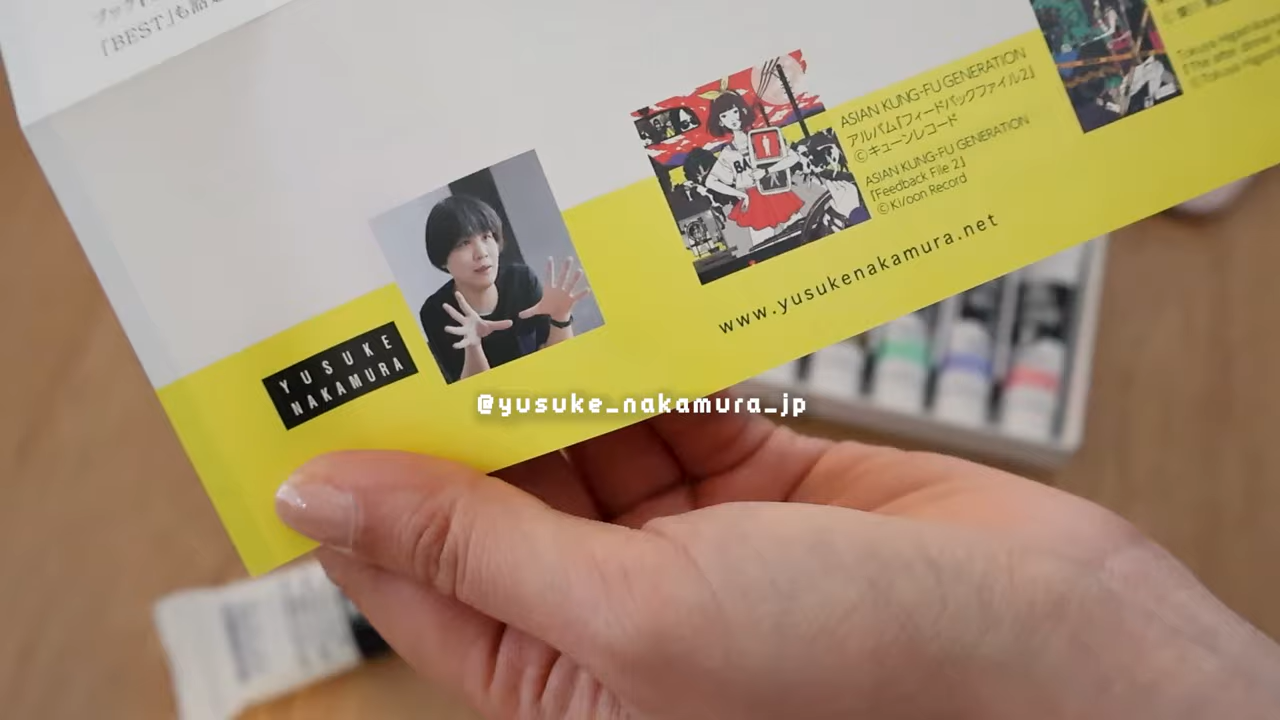 『BEST』も
ASIAN KUNG-FU GENERATION
アルバム『フィードバックファイル2』
©キューンレコード
ASIAN KUNG-FU GENERATION
『Feedback File 2』
©Ki/oon Record
www.yusukenakamura.net
YUSUKE
NAKAMURA
@yusuke_nakamura_jp